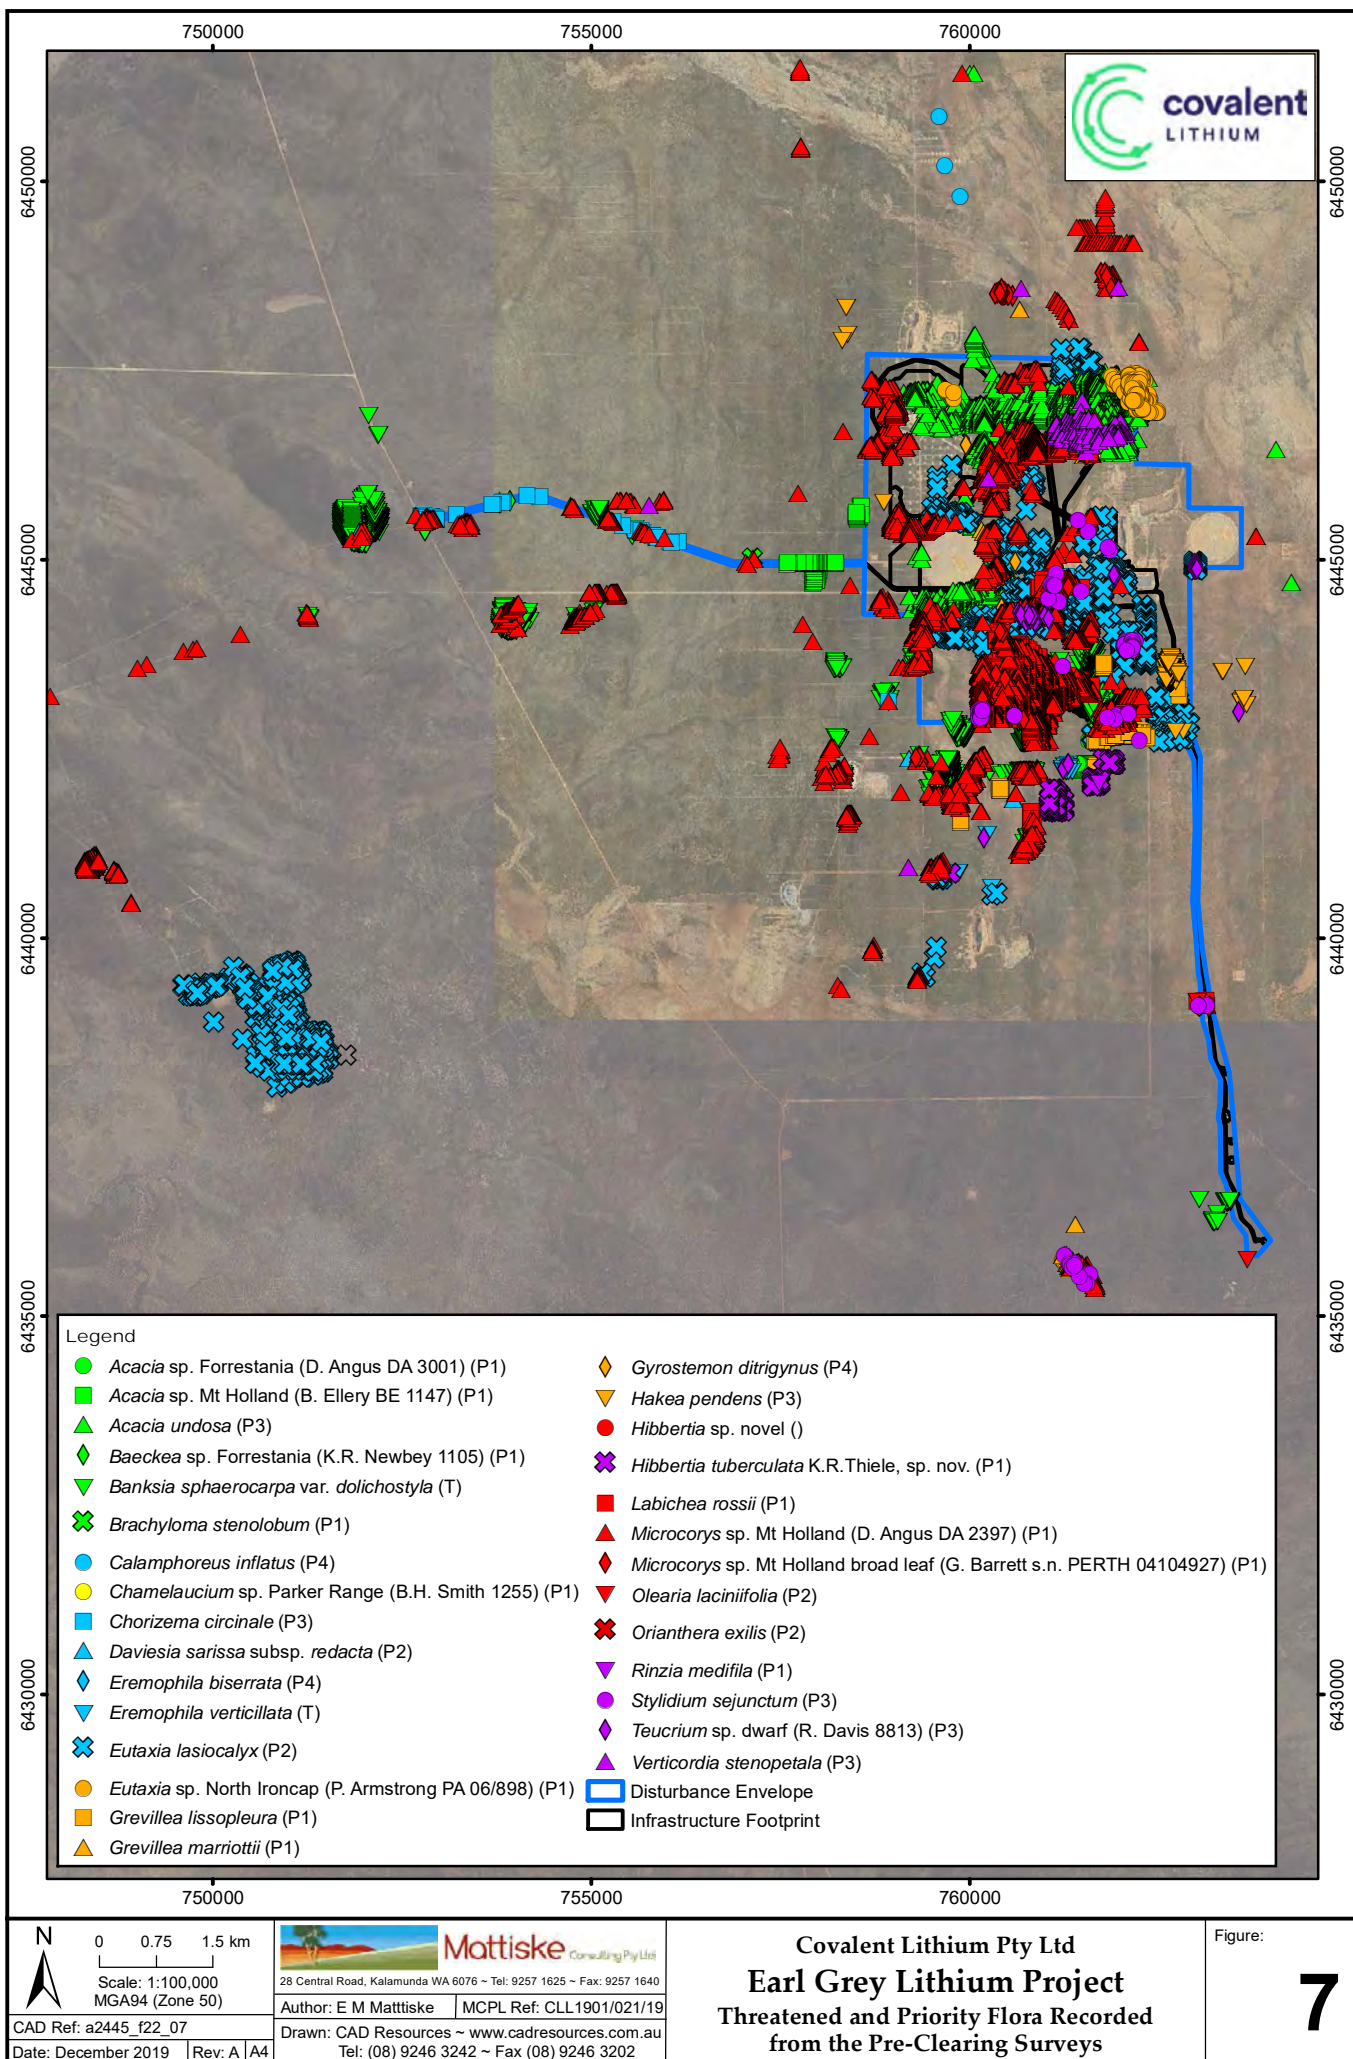 750000 755000 760000
covalent
LITHIUM
6450000 6450000
6445000 6445000
6440000 6440000
6435000 6435000
6430000 6430000
Legend
Acacia sp. Forrestania (D. Angus DA 3001) (P1)
Acacia sp. Mt Holland (B. Ellery BE 1147) (P1)
Acacia undosa (P3)
Baeckea sp. Forrestania (K.R. Newbey 1105) (P1)
Banksia sphaerocarpa var. dolichostyla (T)
Brachyloma stenolobum (P1)
Calamphoreus inflatus (P4)
Chamelaucium sp. Parker Range (B.H. Smith 1255) (P1)
Chorizema circinale (P3)
Daviesia sarissa subsp. redacta (P2)
Eremophila biserrata (P4)
Eremophila verticillata (T)
Eutaxia lasiocalyx (P2)
Eutaxia sp. North Ironcap (P. Armstrong PA 06/898) (P1)
Grevillea lissopleura (P1)
Grevillea marriottii (P1)
Gyrostemon ditrigynus (P4)
Hakea pendens (P3)
Hibbertia sp. novel ()
Hibbertia tuberculata K.R.Thiele, sp. nov. (P1)
Labichea rossii (P1)
Microcorys sp. Mt Holland (D. Angus DA 2397) (P1)
Microcorys sp. Mt Holland broad leaf (G. Barrett s.n. PERTH 04104927) (P1)
Olearia laciniifolia (P2)
Orianthera exilis (P2)
Rinzia medifila (P1)
Stylidium sejunctum (P3)
Teucrium sp. dwarf (R. Davis 8813) (P3)
Verticordia stenopetala (P3)
Disturbance Envelope
Infrastructure Footprint
750000 755000 760000
N
0 0.75 1.5 km
Scale: 1:100,000
MGA94 (Zone 50)
CAD Ref: a2445_f22_07
Date: December 2019 Rev: A A4
Mattiske Consulting Pty Ltd
28 Central Road, Kalamunda WA 6076 ~ Tel: 9257 1625 ~ Fax: 9257 1640
Author: E M Matttiske MCPL Ref: CLL1901/021/19
Drawn: CAD Resources ~ www.cadresources.com.au
Tel: (08) 9246 3242 ~ Fax (08) 9246 3202
Covalent Lithium Pty Ltd
Earl Grey Lithium Project
Threatened and Priority Flora Recorded
from the Pre-Clearing Surveys
Figure:
7